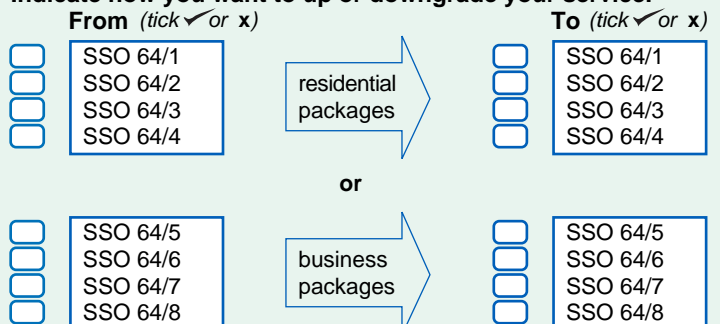 Indicate how you want to up or downgrade your service.
From (tick ✓ or x)
To (tick ✓ or x)
SSO 64/1
SSO 64/2
SSO 64/3
SSO 64/4
residential
packages
SSO 64/1
SSO 64/2
SSO 64/3
SSO 64/4
or
SSO 64/5
SSO 64/6
SSO 64/7
SSO 64/8
business
packages
SSO 64/5
SSO 64/6
SSO 64/7
SSO 64/8